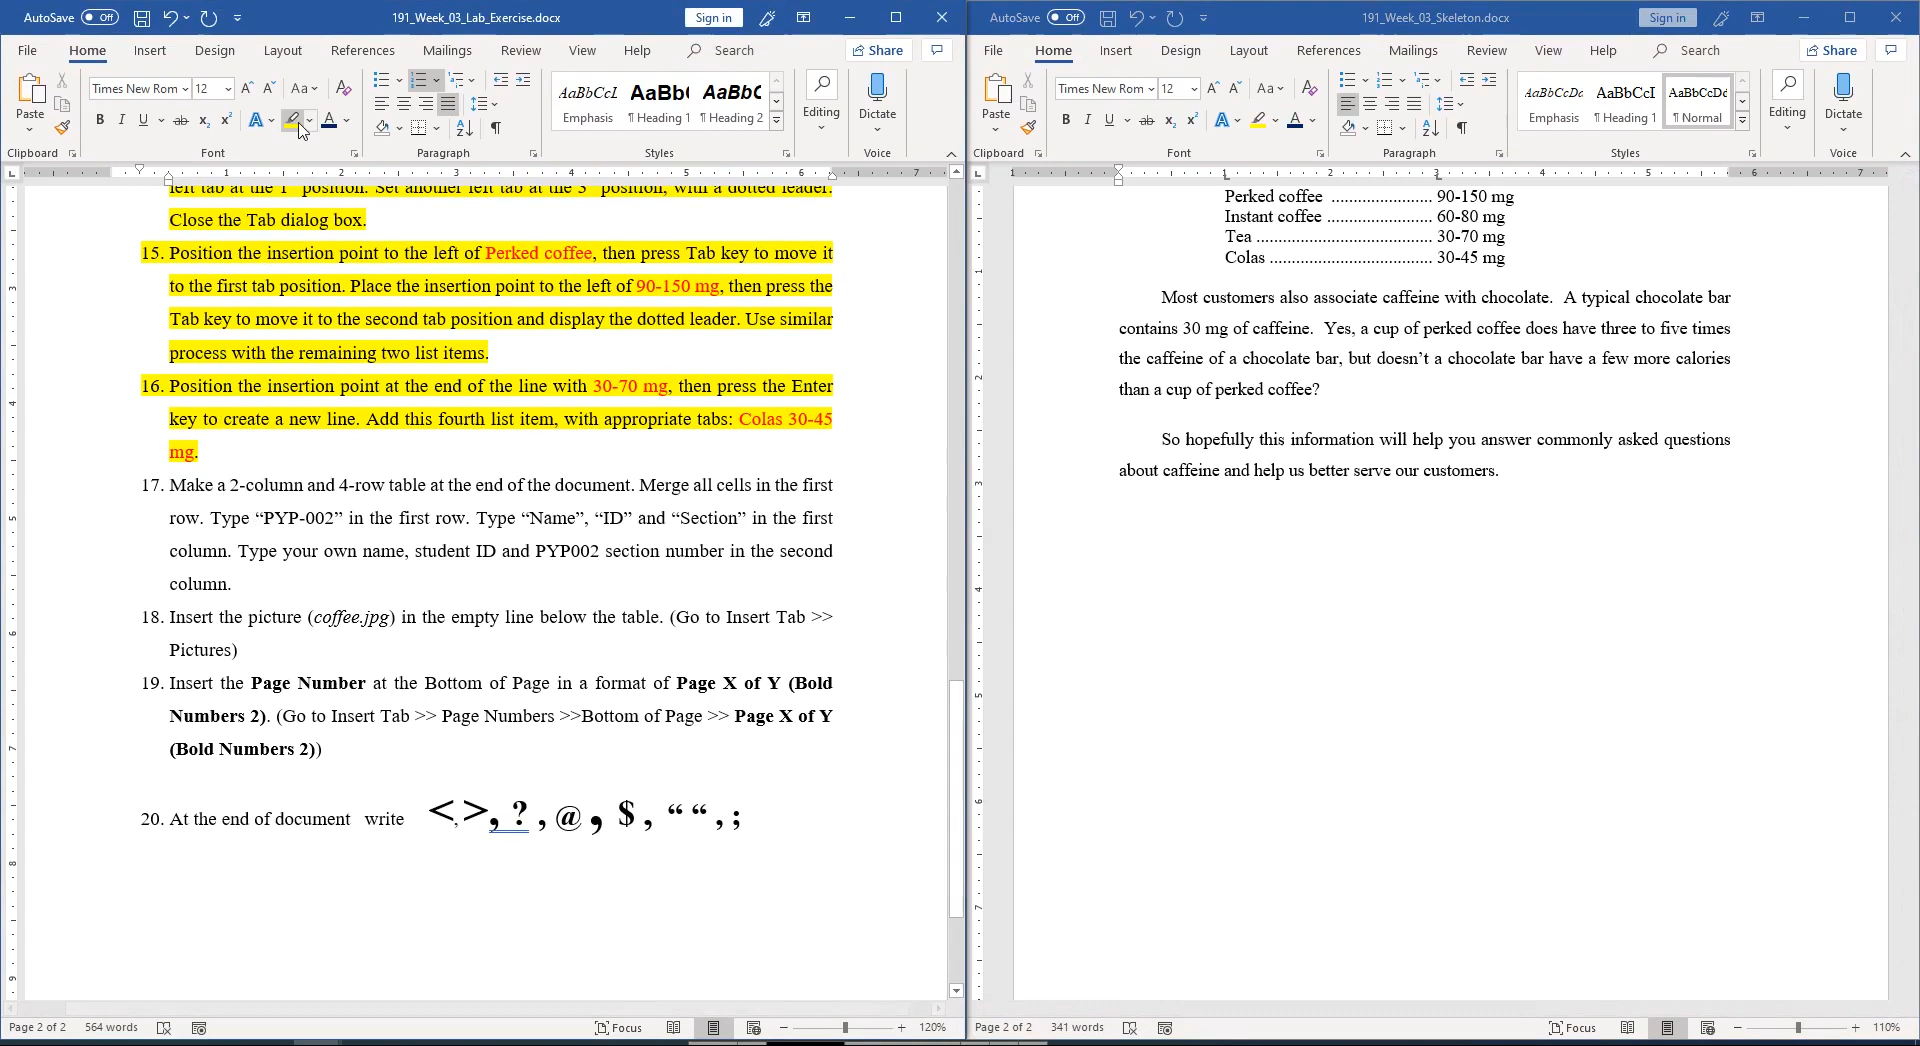 AutoSave Off 191_Week_03_Lab_Exercise.docx Sign in
File Home Insert Design Layout References Mailings Review View Help Search Share
Times New Rom 12 Aa
Paste B I U ab x₂ x² A A
AaBbCcL AaBb( AaBbC
Emphasis ¶ Heading 1 ¶ Heading 2
Editing Dictate
Clipboard Font Paragraph Styles Voice
Close the Tab dialog box.
15. Position the insertion point to the left of Perked coffee, then press Tab key to move it
to the first tab position. Place the insertion point to the left of 90-150 mg, then press the
Tab key to move it to the second tab position and display the dotted leader. Use similar
process with the remaining two list items.
16. Position the insertion point at the end of the line with 30-70 mg, then press the Enter
key to create a new line. Add this fourth list item, with appropriate tabs: Colas 30-45
mg.
17. Make a 2-column and 4-row table at the end of the document. Merge all cells in the first
row. Type “PYP-002” in the first row. Type “Name”, “ID” and “Section” in the first
column. Type your own name, student ID and PYP002 section number in the second
column.
18. Insert the picture (coffee.jpg) in the empty line below the table. (Go to Insert Tab >>
Pictures)
19. Insert the Page Number at the Bottom of Page in a format of Page X of Y (Bold
Numbers 2). (Go to Insert Tab >> Page Numbers >>Bottom of Page >> Page X of Y
(Bold Numbers 2))
20. At the end of document write <,>, ? , @ , $ , “ “ , ;
Page 2 of 2 564 words Focus 120%
AutoSave Off 191_Week_03_Skeleton.docx Sign in
File Home Insert Design Layout References Mailings Review View Help Search Share
Times New Rom 12 Aa
Paste B I U ab x₂ x² A A
AaBbCcDc AaBbCcI AaBbCcDd
Emphasis ¶ Heading 1 ¶ Normal
Editing Dictate
Clipboard Font Paragraph Styles Voice
Perked coffee ....................... 90-150 mg
Instant coffee ........................ 60-80 mg
Tea ........................................ 30-70 mg
Colas ..................................... 30-45 mg
Most customers also associate caffeine with chocolate. A typical chocolate bar
contains 30 mg of caffeine. Yes, a cup of perked coffee does have three to five times
the caffeine of a chocolate bar, but doesn’t a chocolate bar have a few more calories
than a cup of perked coffee?
So hopefully this information will help you answer commonly asked questions
about caffeine and help us better serve our customers.
Page 2 of 2 341 words Focus 110%